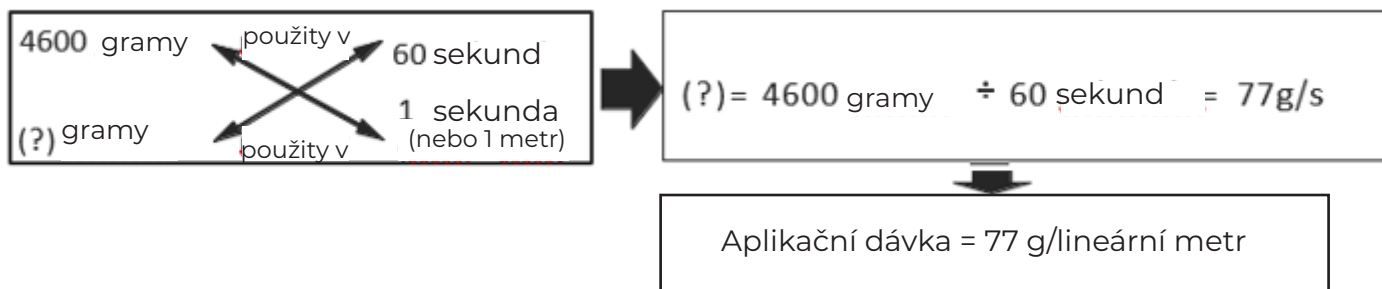 4600 gramy použity v 60 sekund
(?) gramy použity v 1 sekunda
(nebo 1 metr)
(?)= 4600 gramy ÷ 60 sekund = 77g/s
Aplikační dávka = 77 g/lineární metr